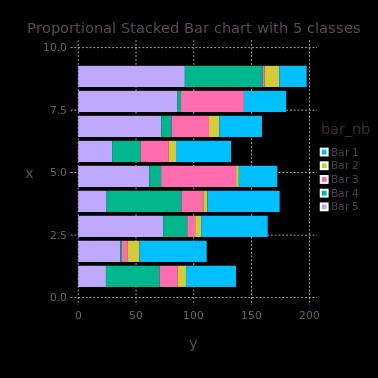 Proportional Stacked Bar chart with 5 classes
10.0
7.5
5.0
2.5
0.0
x
0 50 100 150 200
y
bar_nb
Bar 1
Bar 2
Bar 3
Bar 4
Bar 5